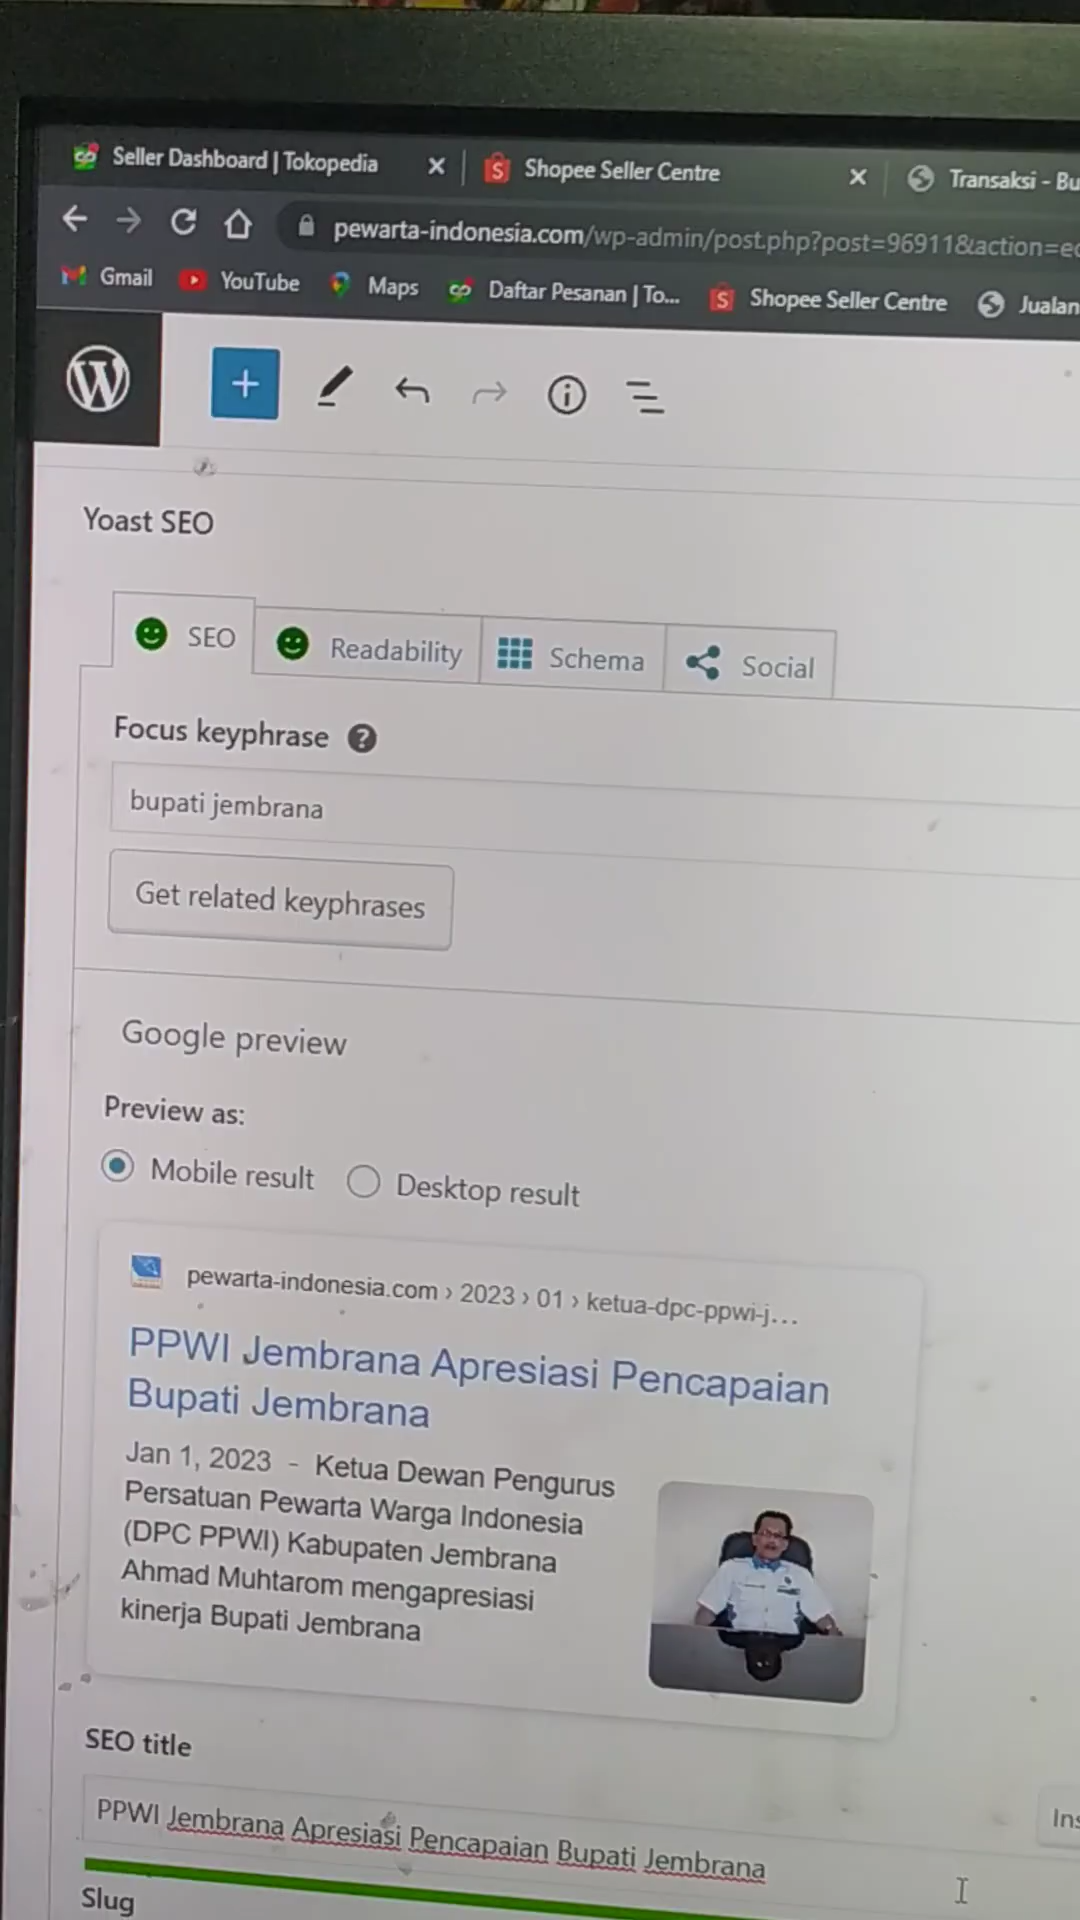 Seller Dashboard | Tokopedia
Shopee Seller Centre
Transaksi - Bu
pewarta-indonesia.com/wp-admin/post.php?post=96911&action=ec
Gmail
YouTube
Maps
Daftar Pesanan | To...
Shopee Seller Centre
Jualan
Yoast SEO
SEO
Readability
Schema
Social
Focus keyphrase
bupati jembrana
Get related keyphrases
Google preview
Preview as:
Mobile result
Desktop result
pewarta-indonesia.com › 2023 › 01 › ketua-dpc-ppwi-j...
PPWI Jembrana Apresiasi Pencapaian
Bupati Jembrana
Jan 1, 2023 - Ketua Dewan Pengurus
Persatuan Pewarta Warga Indonesia
(DPC PPWI) Kabupaten Jembrana
Ahmad Muhtarom mengapresiasi
kinerja Bupati Jembrana
SEO title
Ins
PPWI Jembrana Apresiasi Pencapaian Bupati Jembrana
Slug